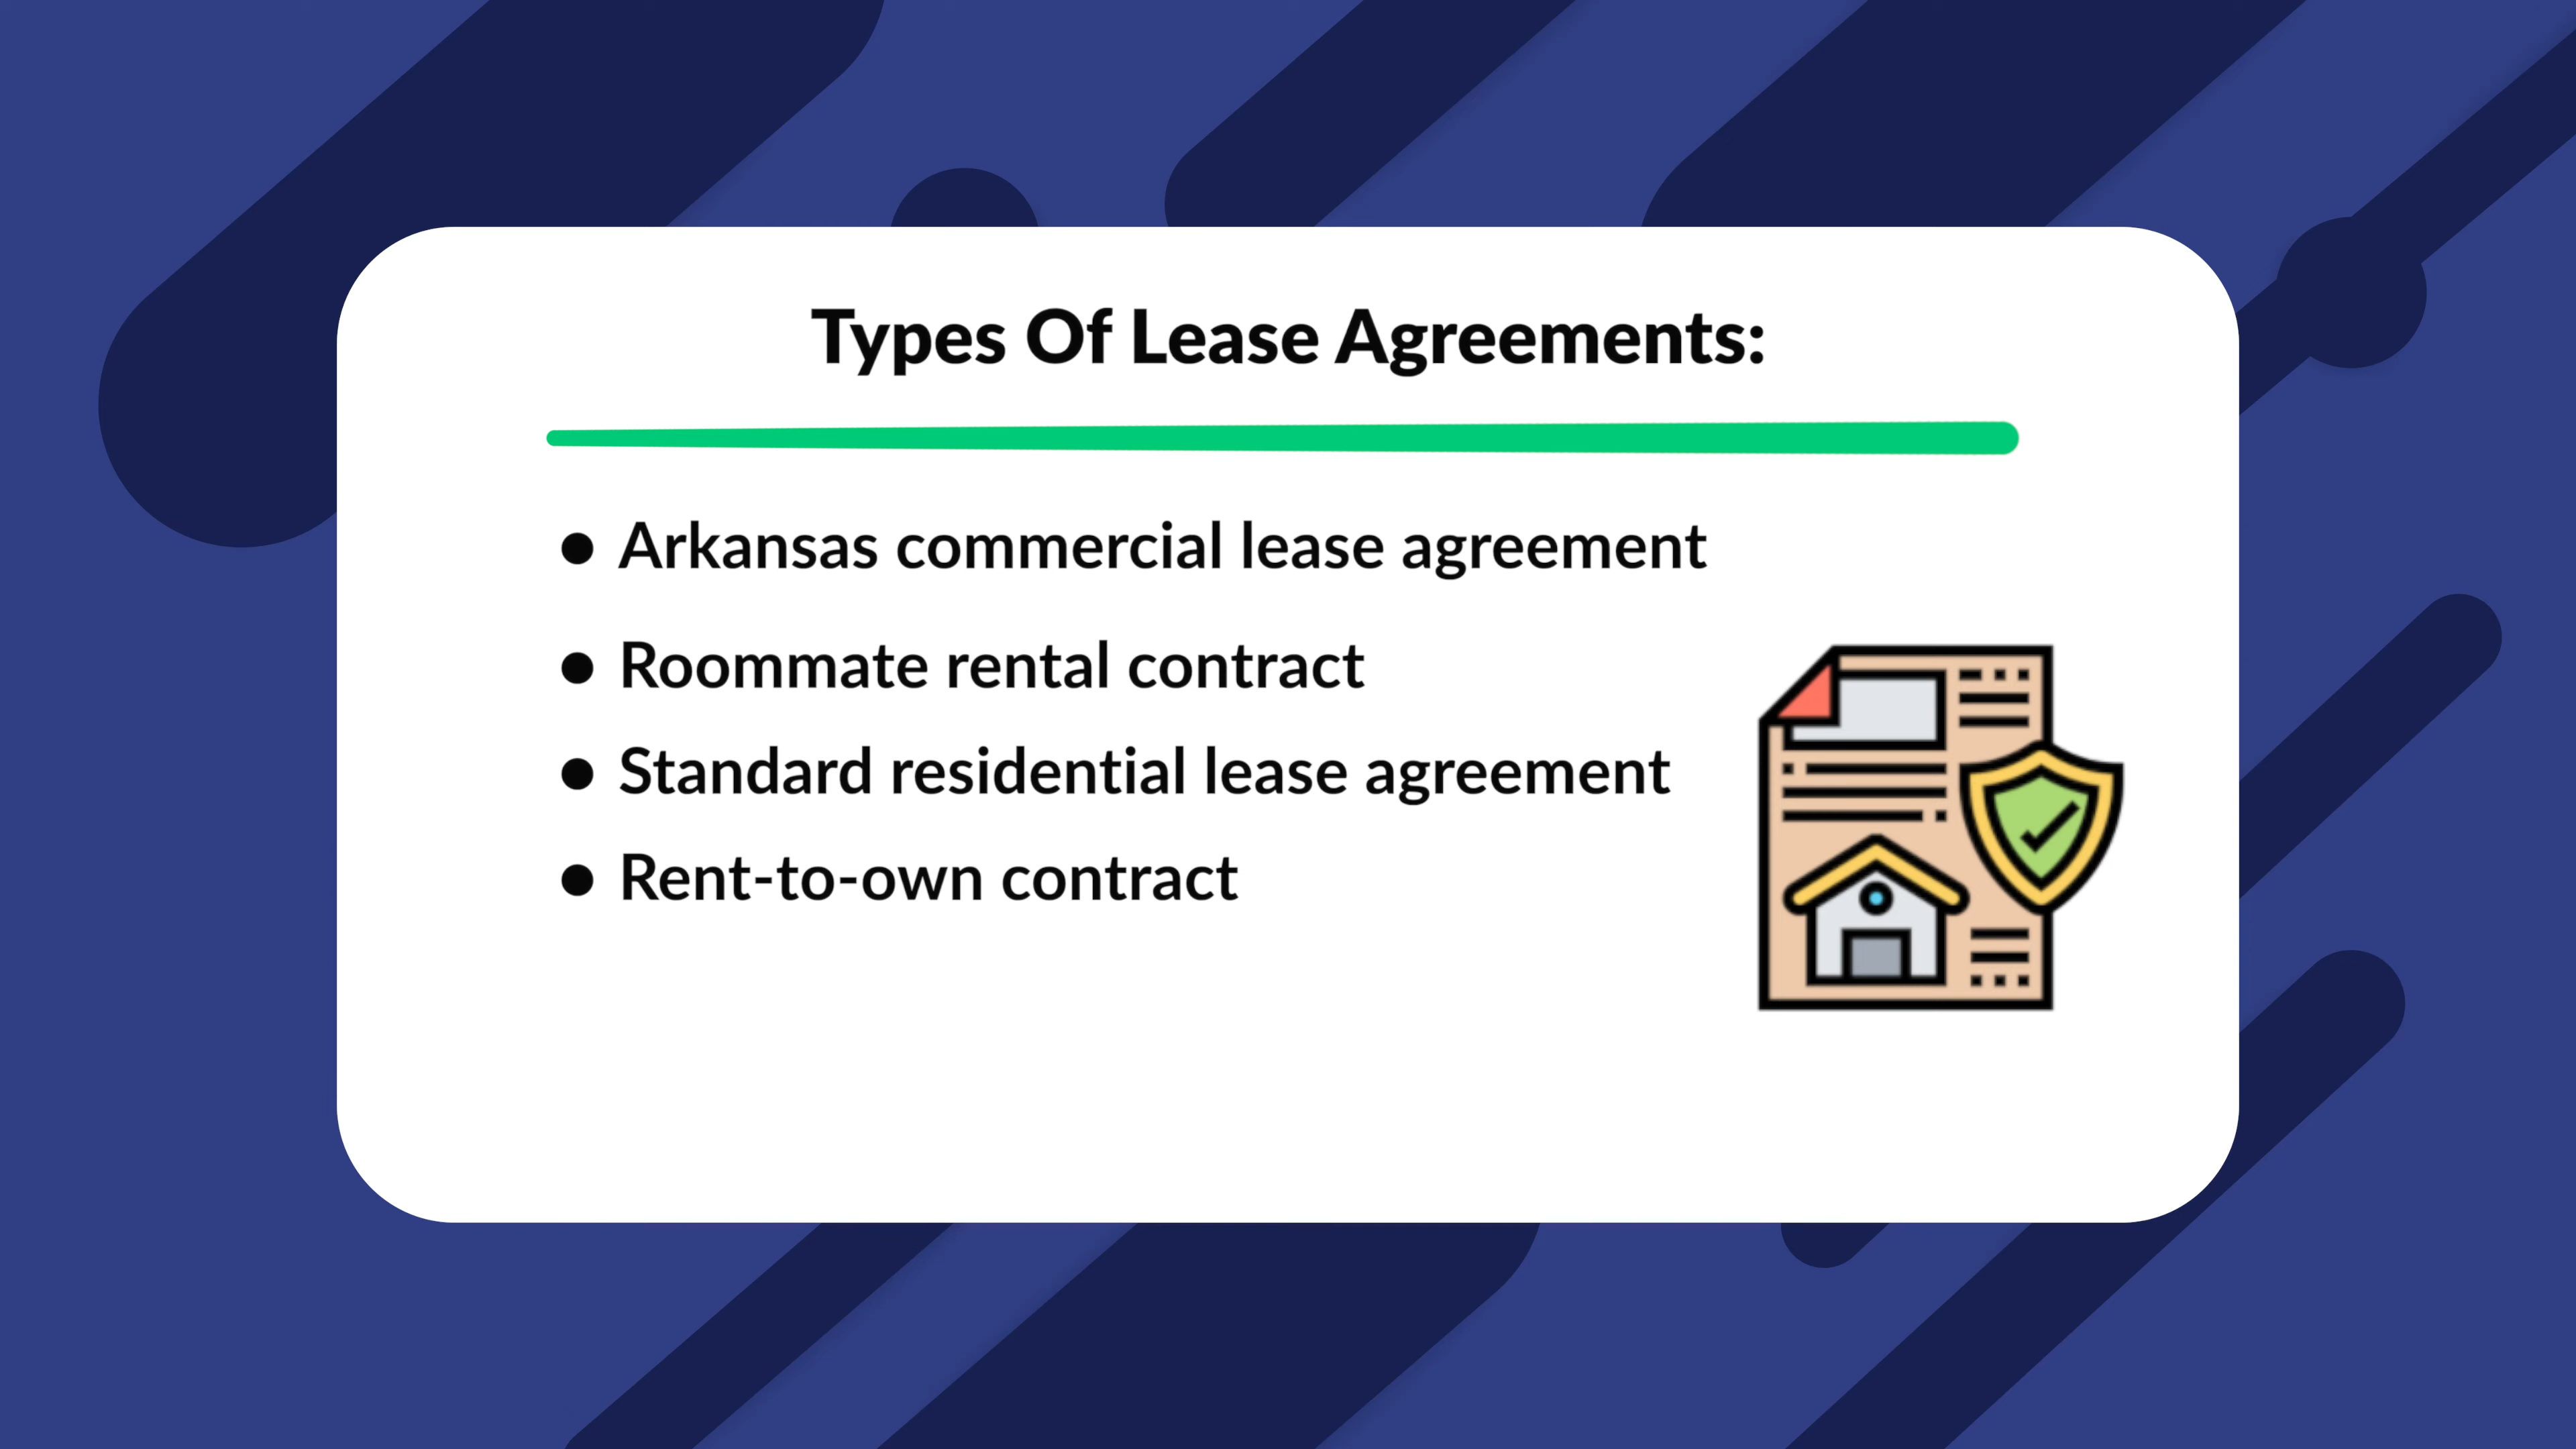 Types Of Lease Agreements:
● Arkansas commercial lease agreement
● Roommate rental contract
● Standard residential lease agreement
● Rent-to-own contract